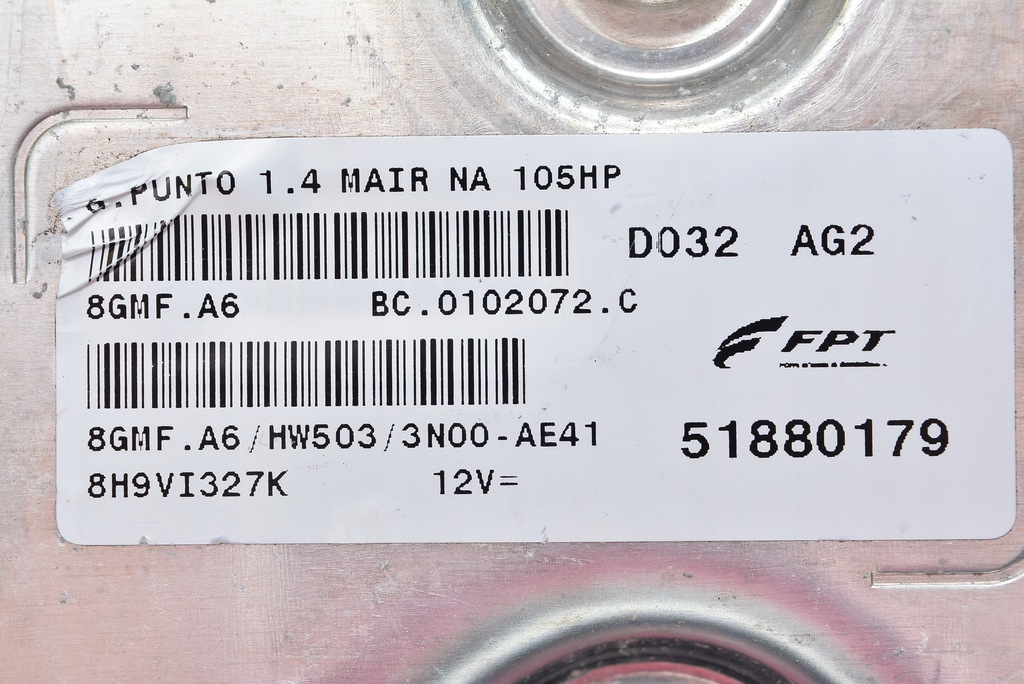 G.PUNTO 1.4 MAIR NA 105HP
D032 AG2
8GMF.A6 BC.0102072.C
FPT
8GMF.A6/HW503/3N00-AE41
51880179
8H9VI327K 12V=